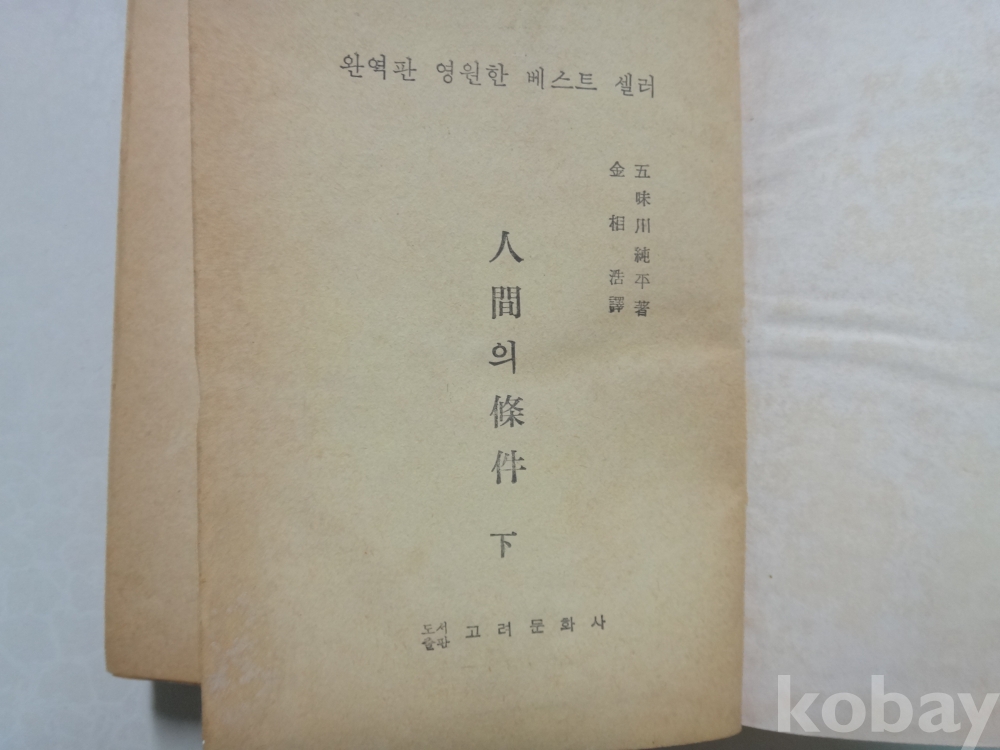 완역판 영원한 베스트 셀러
五味川純平著
金相浩譯
人間의條件 下
도서출판 고려문화사
kobay